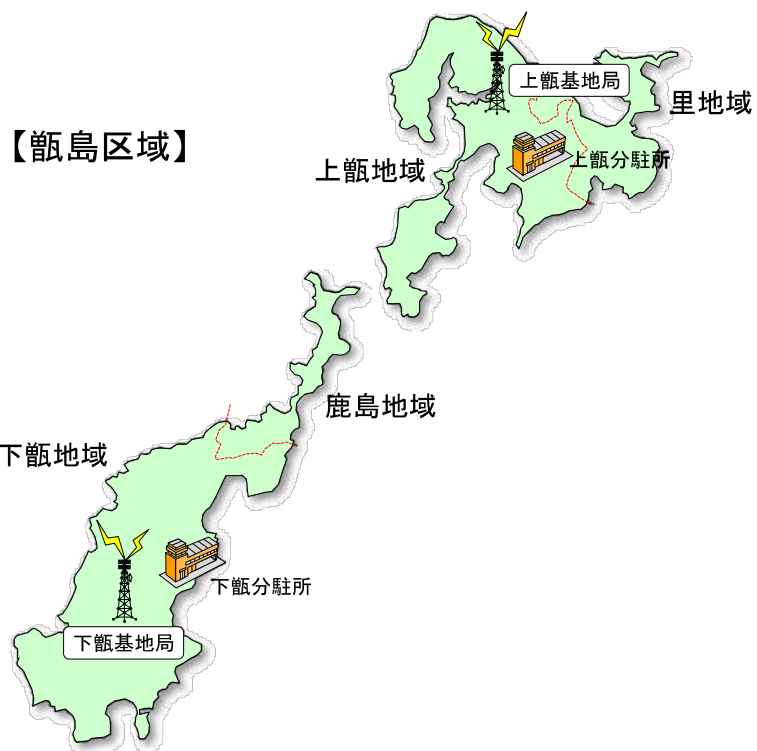 上甑基地局
里地域
【甑島区域】
上甑地域
上甑分駐所
鹿島地域
下甑地域
下甑分駐所
下甑基地局